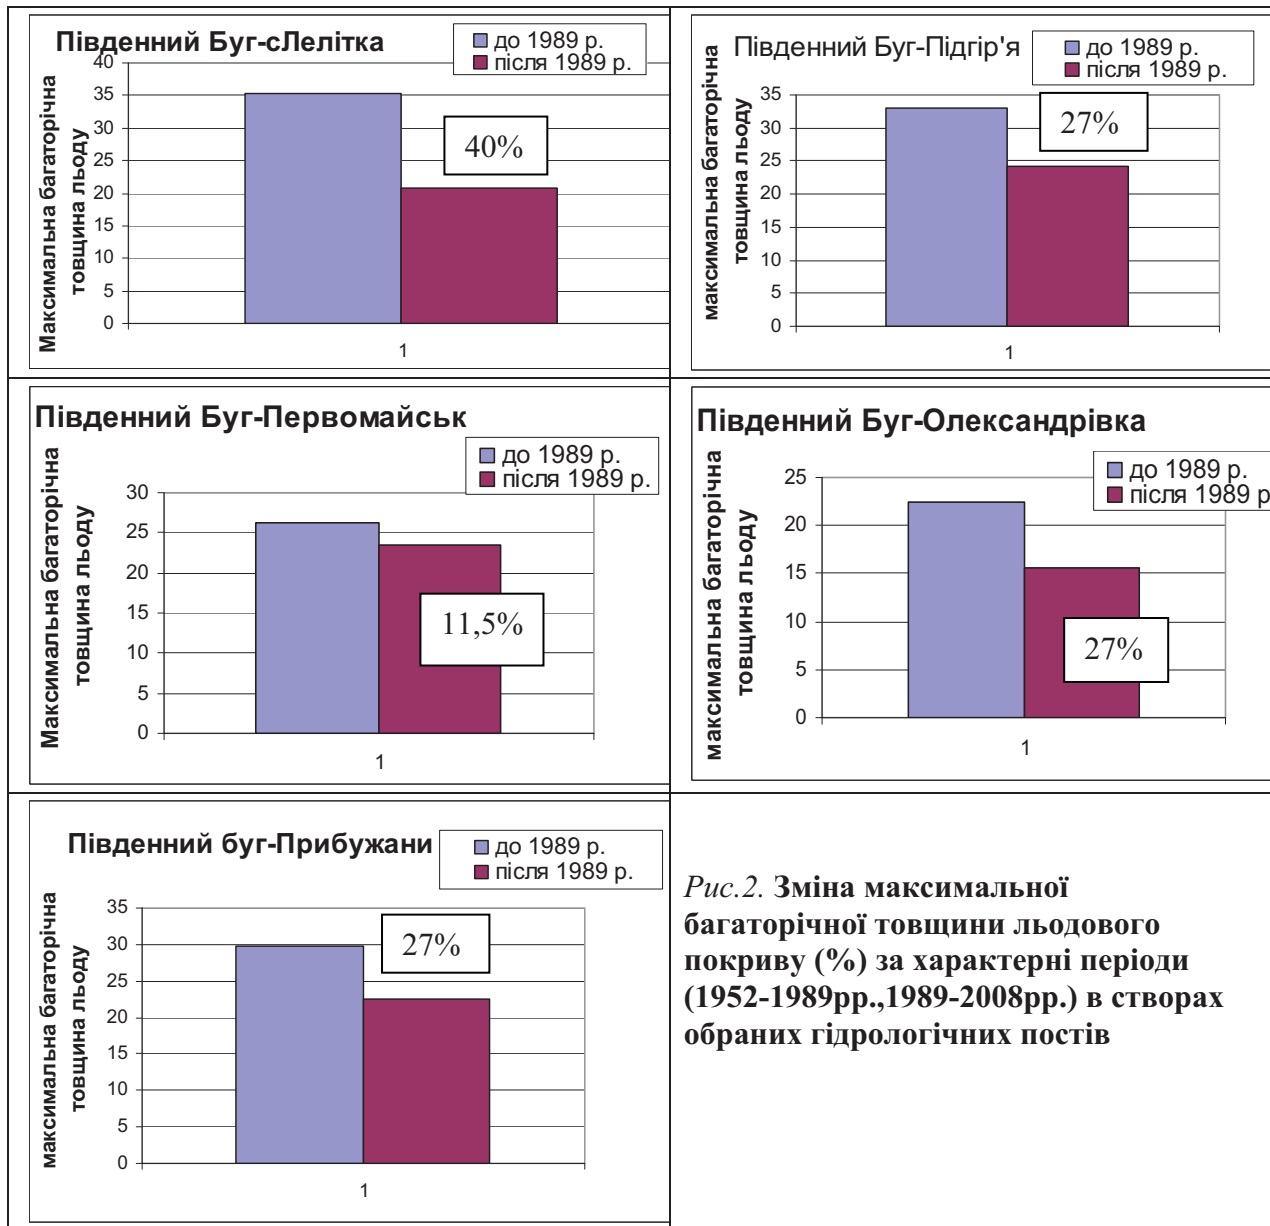 Південний Буг-сЛелітка
до 1989 р.
після 1989 р.
Максимальна багаторічна
товщина льоду
40
35
30
25
20
15
10
5
0
40%
1
Південний Буг-Підгір'я
до 1989 р.
після 1989 р.
максимальна багаторічна
товщина льоду
35
30
25
20
15
10
5
0
27%
1
Південний Буг-Первомайськ
до 1989 р.
після 1989 р.
Максимальна багаторічна
товщина льоду
30
25
20
15
10
5
0
11,5%
1
Південний Буг-Олександрівка
до 1989 р.
після 1989 р
максимальна багаторічна
товщина льоду
25
20
15
10
5
0
27%
1
Південний буг-Прибужани
до 1989 р.
після 1989 р.
максимальна багаторічна
товщина льоду
35
30
25
20
15
10
5
0
27%
1
Рис.2. Зміна максимальної
багаторічної товщини льодового
покриву (%) за характерні періоди
(1952-1989рр.,1989-2008рр.) в створах
обраних гідрологічних постів